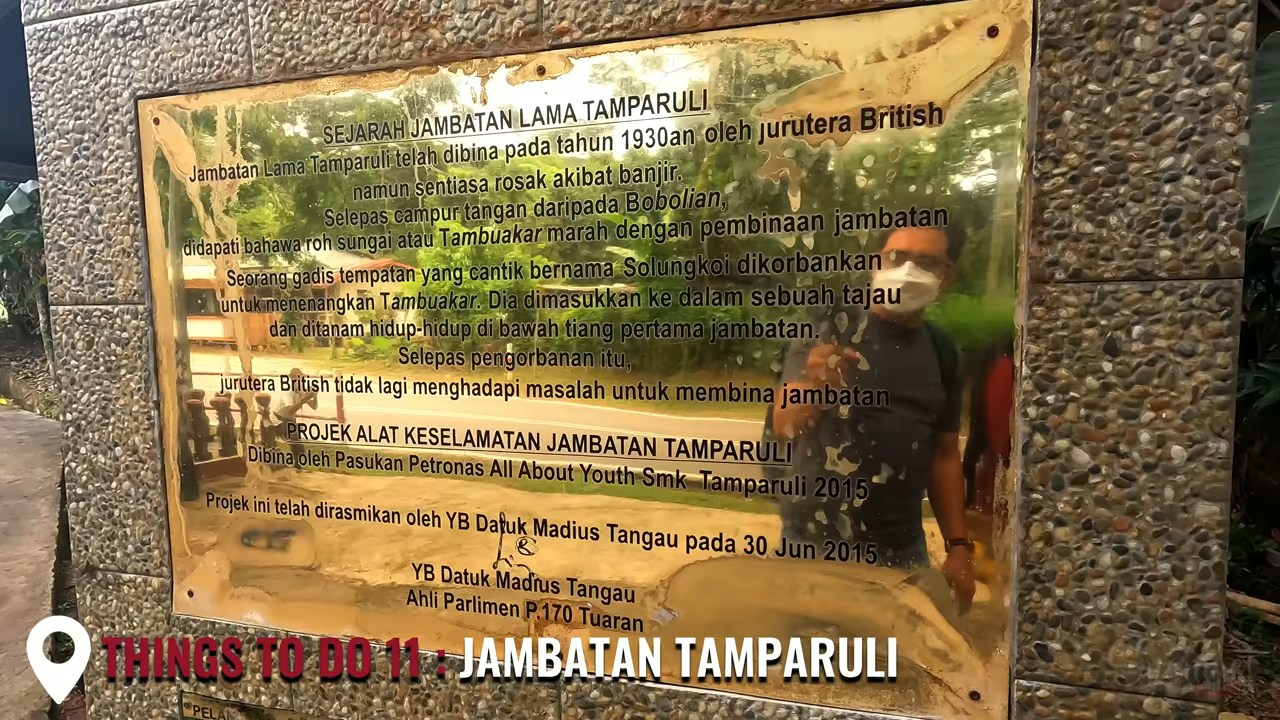 SEJARAH JAMBATAN LAMA TAMPARULI
Jambatan Lama Tamparuli telah dibina pada tahun 1930an oleh jurutera British
namun sentiasa rosak akibat banjir.
Selepas campur tangan daripada Bobolian,
didapati bahawa roh sungai atau Tambuakar marah dengan pembinaan jambatan
Seorang gadis tempatan yang cantik bernama Solungkoi dikorbankan
untuk menenangkan Tambuakar. Dia dimasukkan ke dalam sebuah tajau
dan ditanam hidup-hidup di bawah tiang pertama jambatan.
Selepas pengorbanan itu,
jurutera British tidak lagi menghadapi masalah untuk membina jambatan
PROJEK ALAT KESELAMATAN JAMBATAN TAMPARULI
Dibina oleh Pasukan Petronas All About Youth Smk Tamparuli 2015
Projek ini telah dirasmikan oleh YB Datuk Madius Tangau pada 30 Jun 2015
YB Datuk Madius Tangau
Ahli Parlimen P.170 Tuaran
THINGS TO DO 11 : JAMBATAN TAMPARULI